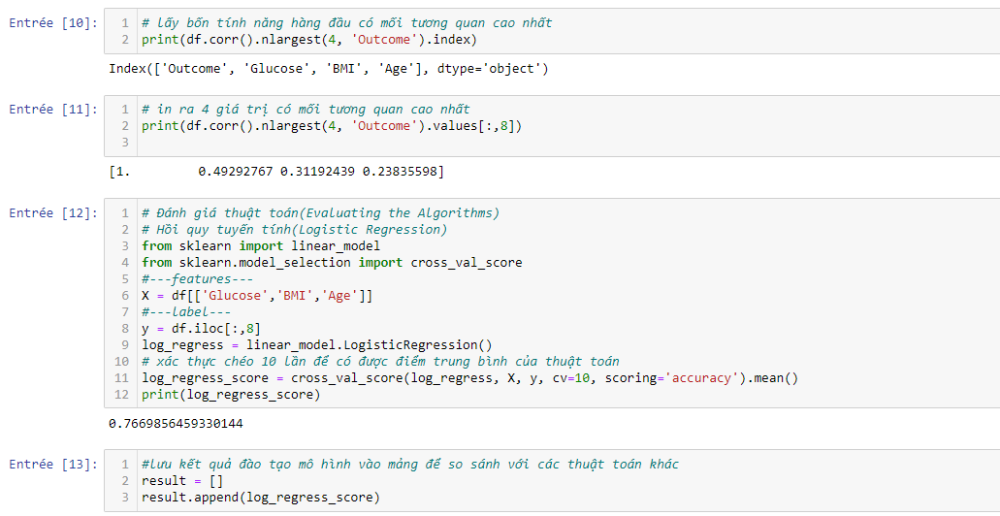 Entrée [10]:
1 # lấy bốn tính năng hàng đầu có mối tương quan cao nhất
2 print(df.corr().nlargest(4, 'Outcome').index)
Index(['Outcome', 'Glucose', 'BMI', 'Age'], dtype='object')
Entrée [11]:
1 # in ra 4 giá trị có mối tương quan cao nhất
2 print(df.corr().nlargest(4, 'Outcome').values[:,8])
3
[1.         0.49292767 0.31192439 0.23835598]
Entrée [12]:
1 # Đánh giá thuật toán(Evaluating the Algorithms)
2 # Hồi quy tuyến tính(Logistic Regression)
3 from sklearn import linear_model
4 from sklearn.model_selection import cross_val_score
5 #---features---
6 X = df[['Glucose','BMI','Age']]
7 #---label---
8 y = df.iloc[:,8]
9 log_regress = linear_model.LogisticRegression()
10 # xác thực chéo 10 lần để có được điểm trung bình của thuật toán
11 log_regress_score = cross_val_score(log_regress, X, y, cv=10, scoring='accuracy').mean()
12 print(log_regress_score)
0.7669856459330144
Entrée [13]:
1 #lưu kết quả đào tạo mô hình vào mảng để so sánh với các thuật toán khác
2 result = []
3 result.append(log_regress_score)